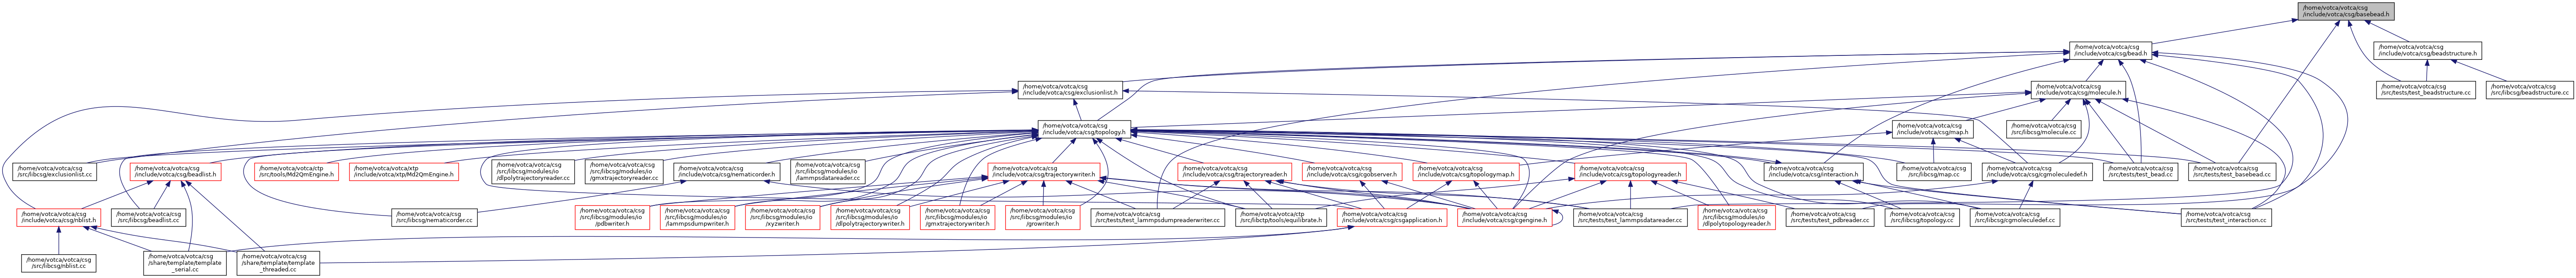 /home/votca/votca/csg
/include/votca/csg/basebead.h
/home/votca/votca/csg
/include/votca/csg/bead.h
/home/votca/votca/csg
/include/votca/csg/beadstructure.h
/home/votca/votca/csg
/include/votca/csg/exclusionlist.h
/home/votca/votca/csg
/include/votca/csg/molecule.h
/home/votca/votca/csg
/src/tests/test_beadstructure.cc
/home/votca/votca/csg
/src/libcsg/beadstructure.cc
/home/votca/votca/csg
/include/votca/csg/topology.h
/home/votca/votca/csg
/include/votca/csg/map.h
/home/votca/votca/csg
/src/libcsg/molecule.cc
/home/votca/votca/csg
/src/libcsg/exclusionlist.cc
/home/votca/votca/csg
/include/votca/csg/beadlist.h
/home/votca/votca/ctp
/src/tools/Md2QmEngine.h
/home/votca/votca/xtp
/include/votca/xtp/Md2QmEngine.h
/home/votca/votca/csg
/src/libcsg/modules/io
/dlpolytrajectoryreader.cc
/home/votca/votca/csg
/src/libcsg/modules/io
/gmxtrajectoryreader.cc
/home/votca/votca/csg
/include/votca/csg/nematicorder.h
/home/votca/votca/csg
/src/libcsg/modules/io
/lammpsdatareader.cc
/home/votca/votca/csg
/include/votca/csg/trajectorywriter.h
/home/votca/votca/csg
/include/votca/csg/trajectoryreader.h
/home/votca/votca/csg
/include/votca/csg/cgobserver.h
/home/votca/votca/csg
/include/votca/csg/topologymap.h
/home/votca/votca/csg
/include/votca/csg/topologyreader.h
/home/votca/votca/csg
/include/votca/csg/interaction.h
/home/votca/votca/csg
/src/libcsg/map.cc
/home/votca/votca/csg
/include/votca/csg/cgmoleculedef.h
/home/votca/votca/csg
/src/tests/test_bead.cc
/home/votca/votca/csg
/src/tests/test_basebead.cc
/home/votca/votca/csg
/include/votca/csg/nblist.h
/home/votca/votca/csg
/src/libcsg/beadlist.cc
/home/votca/votca/csg
/src/libcsg/nematicorder.cc
/home/votca/votca/csg
/src/libcsg/modules/io
/pdbwriter.h
/home/votca/votca/csg
/src/libcsg/modules/io
/lammpsdumpwriter.h
/home/votca/votca/csg
/src/libcsg/modules/io
/xyzwriter.h
/home/votca/votca/csg
/src/libcsg/modules/io
/dlpolytrajectorywriter.h
/home/votca/votca/csg
/src/libcsg/modules/io
/gmxtrajectorywriter.h
/home/votca/votca/csg
/src/libcsg/modules/io
/growriter.h
/home/votca/votca/csg
/src/tests/test_lammpsdumpreaderwriter.cc
/home/votca/votca/ctp
/src/libctp/tools/equilibrate.h
/home/votca/votca/csg
/include/votca/csg/csgapplication.h
/home/votca/votca/csg
/include/votca/csg/cgengine.h
/home/votca/votca/csg
/src/tests/test_lammpsdatareader.cc
/home/votca/votca/csg
/src/libcsg/modules/io
/dlpolytopologyreader.h
/home/votca/votca/csg
/src/tests/test_pdbreader.cc
/home/votca/votca/csg
/src/libcsg/topology.cc
/home/votca/votca/csg
/src/libcsg/cgmoleculedef.cc
/home/votca/votca/csg
/src/tests/test_interaction.cc
/home/votca/votca/csg
/src/libcsg/nblist.cc
/home/votca/votca/csg
/share/template/template
_serial.cc
/home/votca/votca/csg
/share/template/template
_threaded.cc